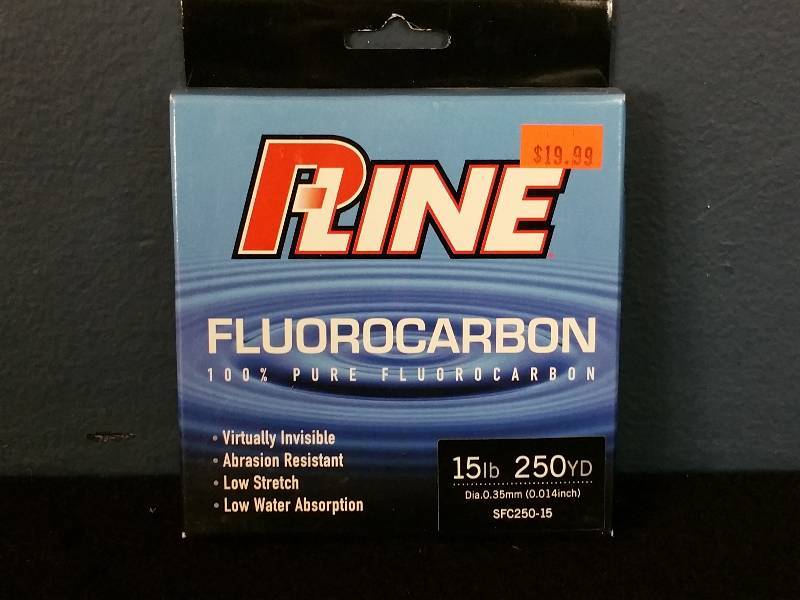 $19.99
P-LINE
FLUOROCARBON
100% PURE FLUOROCARBON
• Virtually Invisible
• Abrasion Resistant
• Low Stretch
• Low Water Absorption
15lb 250YD
Dia.0.35mm (0.014inch)
SFC250-15